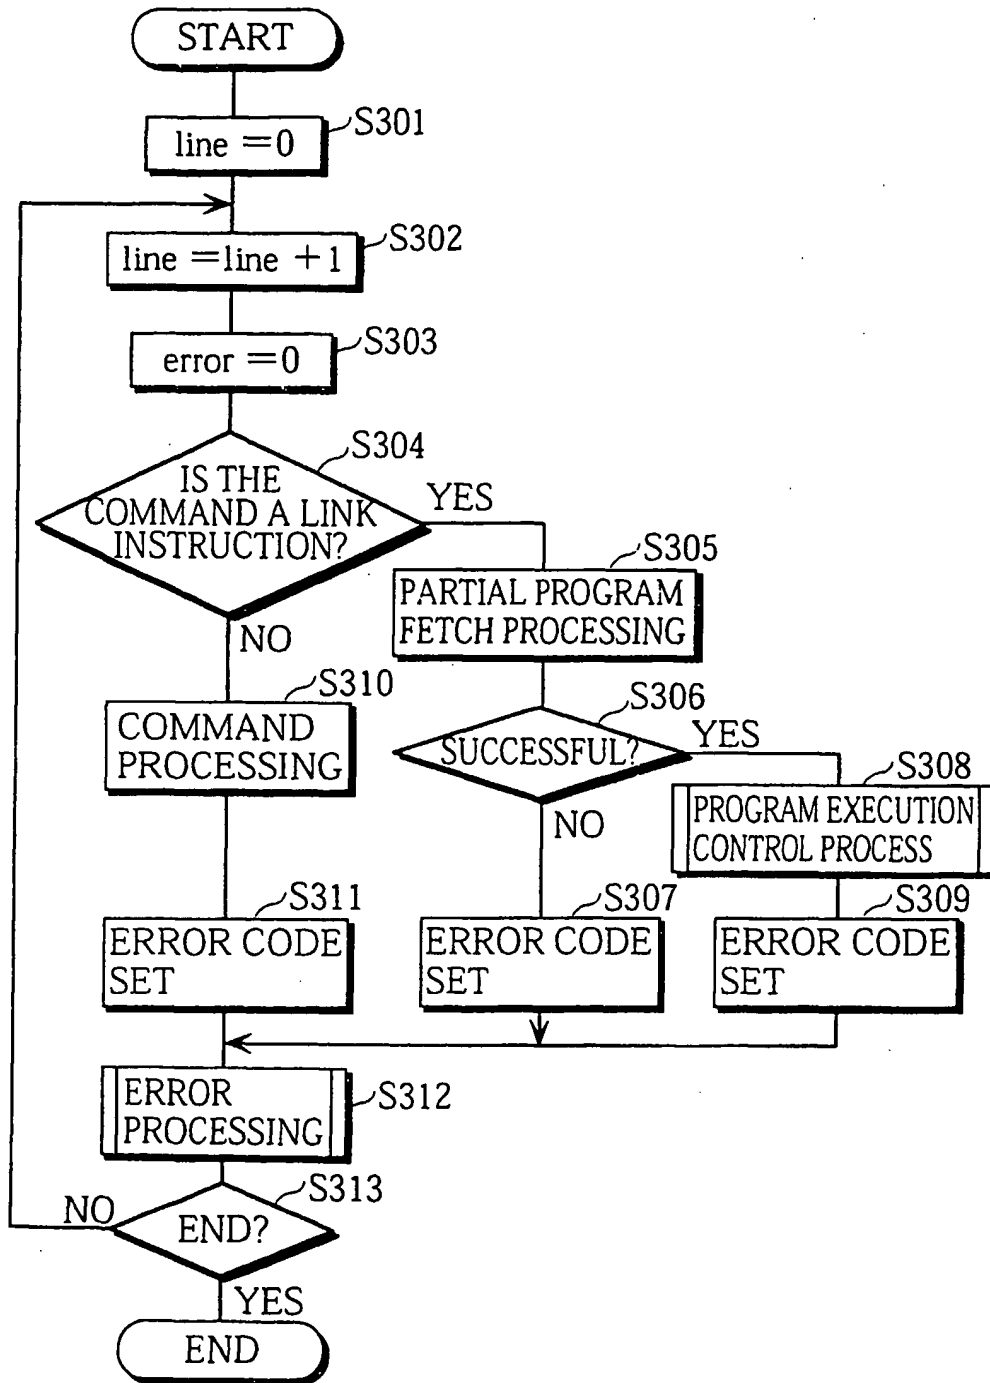 START
S301
line =0
S302
line =line +1
S303
error =0
S304
IS THE
COMMAND A LINK
INSTRUCTION?
YES
NO
S305
PARTIAL PROGRAM
FETCH PROCESSING
S310
COMMAND
PROCESSING
S306
SUCCESSFUL?
YES
NO
S308
PROGRAM EXECUTION
CONTROL PROCESS
S311
ERROR CODE
SET
S307
ERROR CODE
SET
S309
ERROR CODE
SET
S312
ERROR
PROCESSING
S313
END?
NO
YES
END